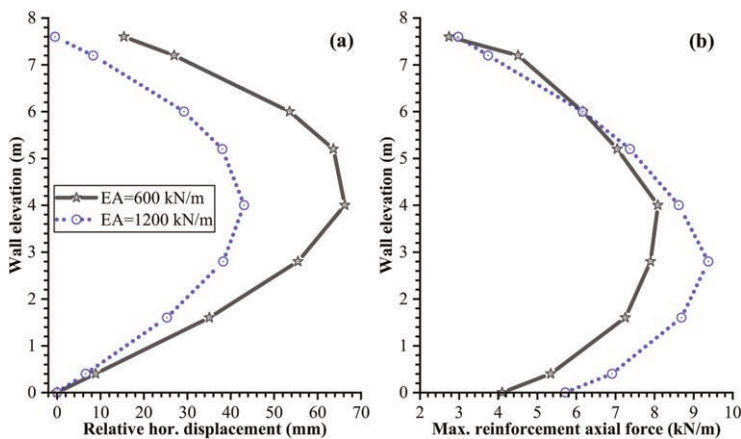 8
7
6
5
4
3
2
1
0
Wall elevation (m)
(a)
EA=600 kN/m
EA=1200 kN/m
0 10 20 30 40 50 60 70
Relative hor. displacement (mm)
8
7
6
5
4
3
2
1
0
Wall elevation (m)
(b)
2 3 4 5 6 7 8 9 10
Max. reinforcement axial force (kN/m)